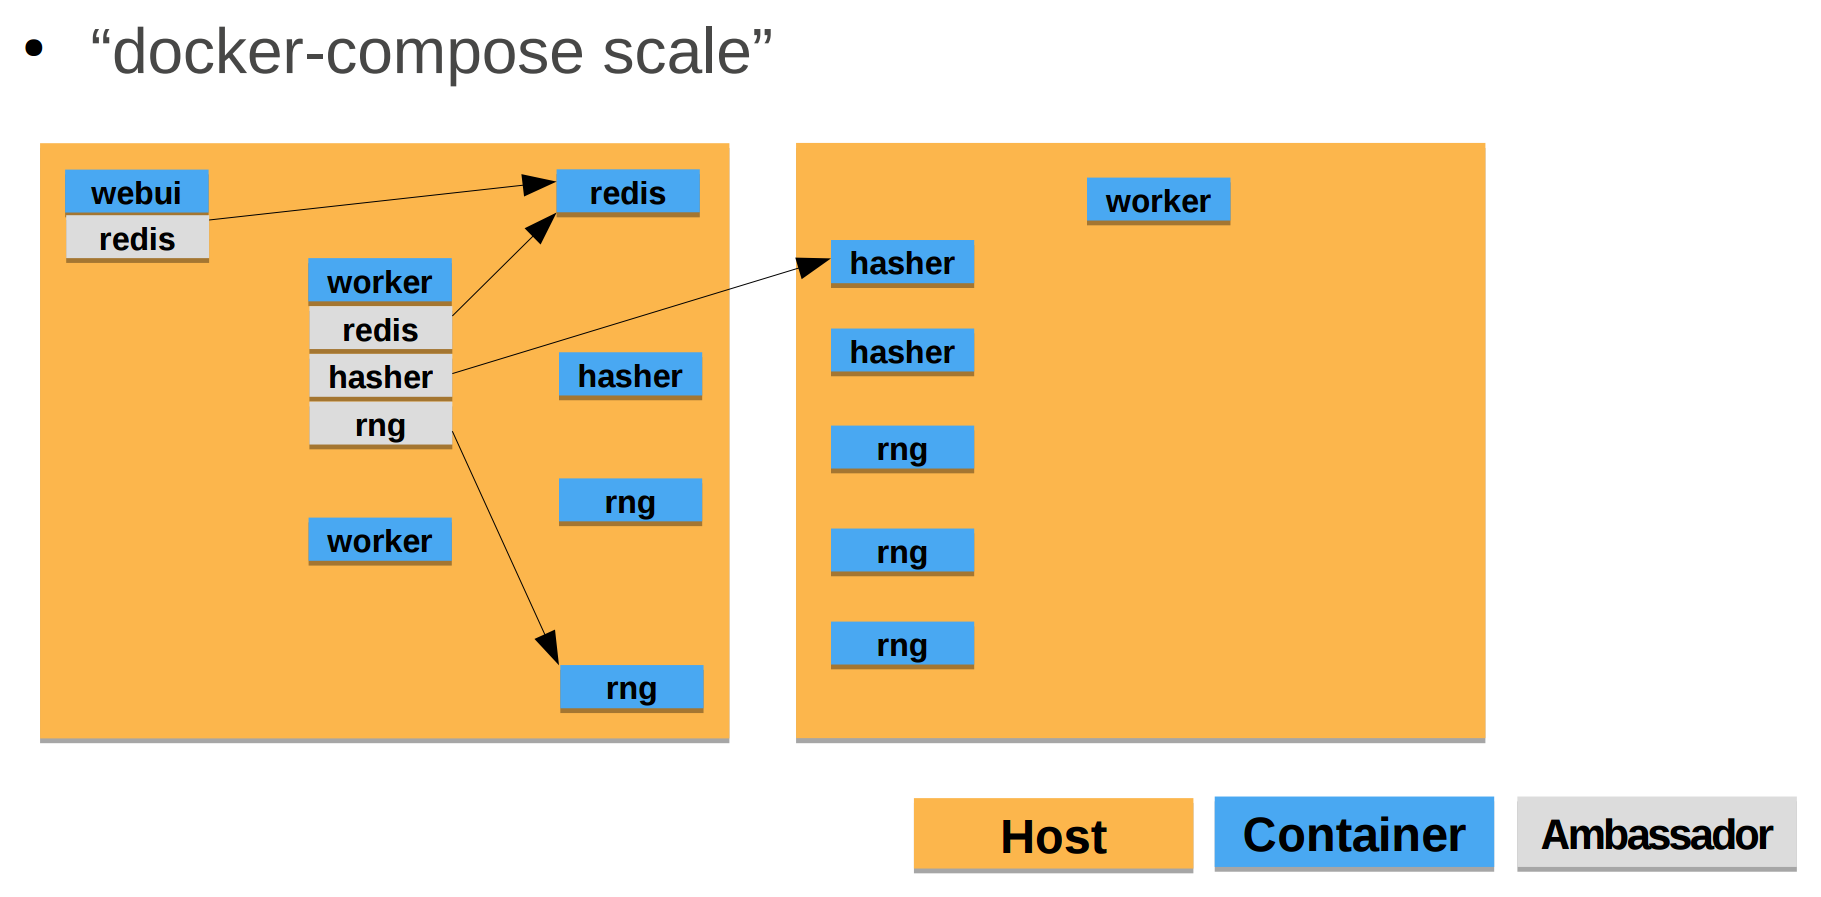 • “docker-compose scale”
webui
redis
worker
redis
hasher
rng
worker
redis
hasher
rng
rng
worker
hasher
hasher
rng
rng
rng
Host
Container
Ambassador